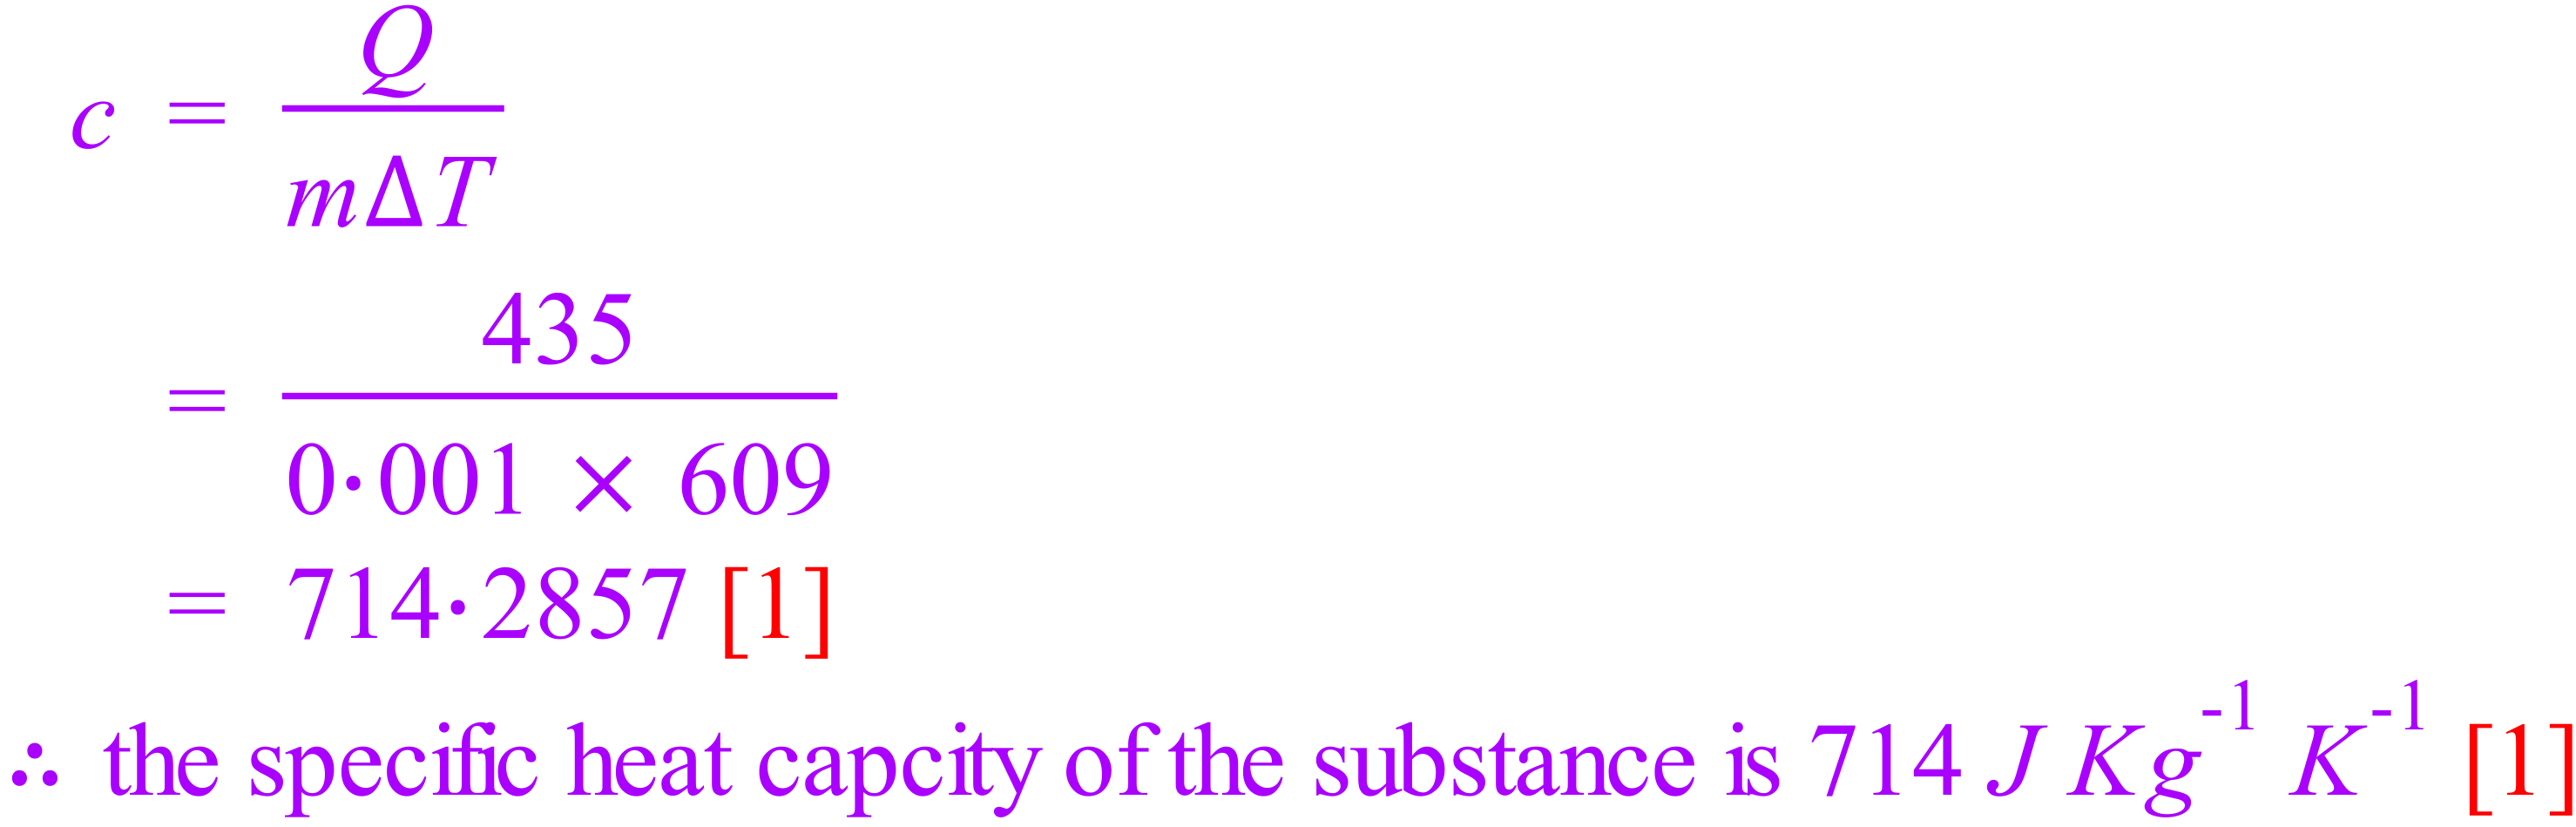 c = Q / mΔT
= 435 / 0·001 × 609
= 714·2857 [1]
∴ the specific heat capcity of the substance is 714 J Kg⁻¹ K⁻¹ [1]